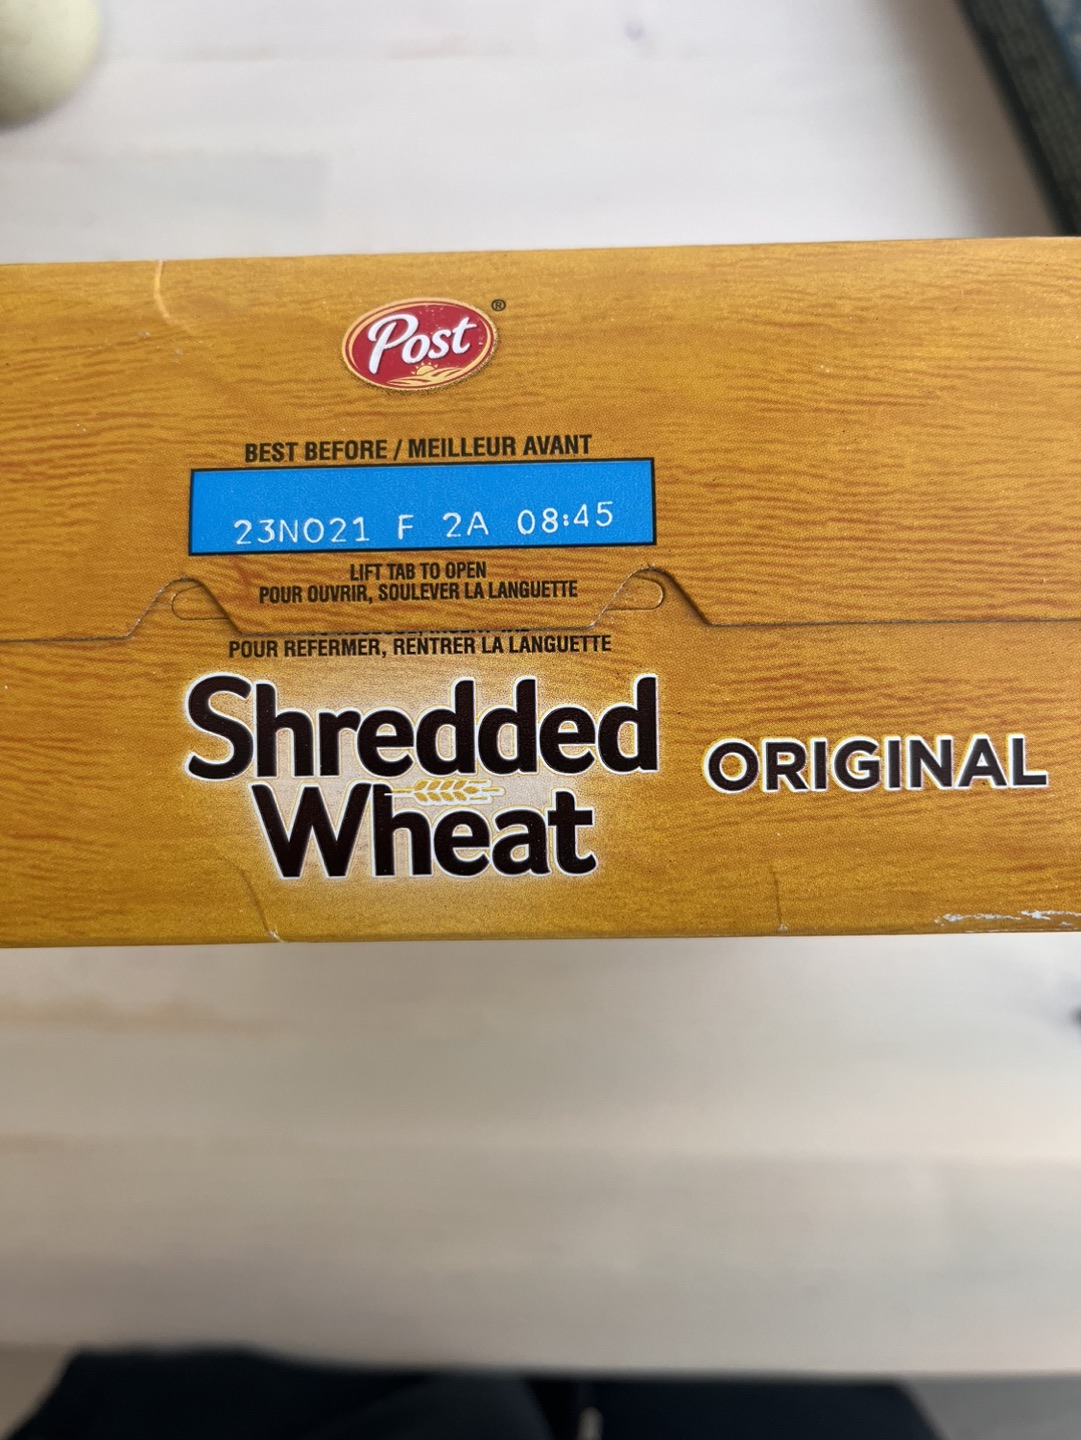 Post®
BEST BEFORE / MEILLEUR AVANT
23NO21 F 2A 08:45
LIFT TAB TO OPEN
POUR OUVRIR, SOULEVER LA LANGUETTE
POUR REFERMER, RENTRER LA LANGUETTE
Shredded
Wheat
ORIGINAL